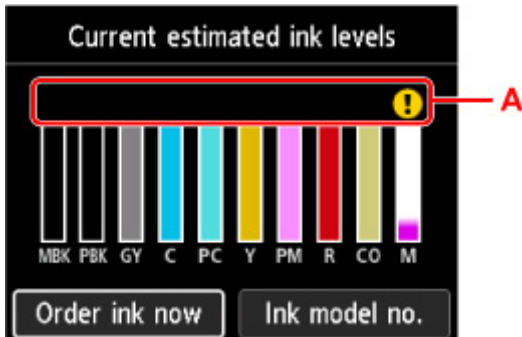 Current estimated ink levels
! A
MBK PBK GY C PC Y PM R CO M
Order ink now Ink model no.